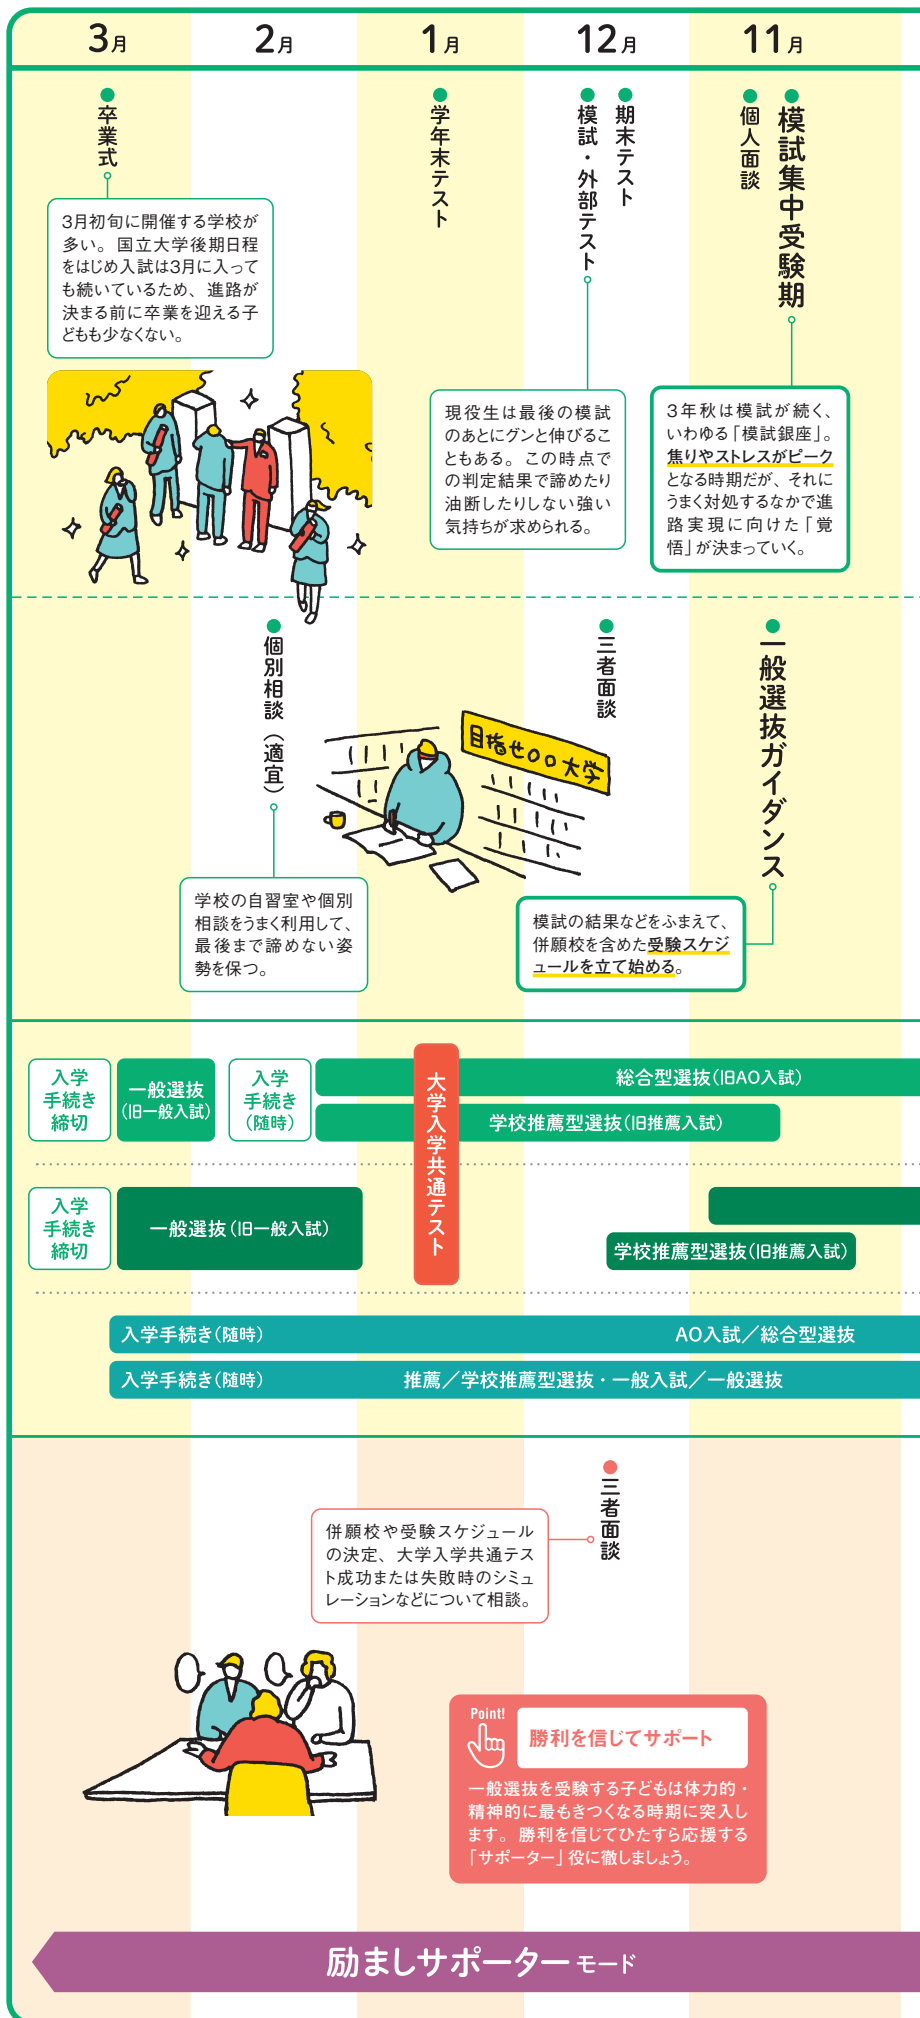 11月
12月
1月
2月
3月
模試集中受験期
個人面談
3年秋は模試が続く、
いわゆる「模試銀座」。
焦りやストレスがピーク
となる時期だが、それに
うまく対処するなかで進
路実現に向けた「覚
悟」が決まっていく。
期末テスト
模試・外部テスト
現役生は最後の模試
のあとにグンと伸びるこ
ともある。この時点で
の判定結果で諦めたり
油断したりしない強い
気持ちが求められる。
学年末テスト
卒業式
3月初旬に開催する学校が
多い。国立大学後期日程
をはじめ入試は3月に入って
も続いているため、進路が
決まる前に卒業を迎える子
どもも少なくない。
一般選抜ガイダンス
模試の結果などをふまえて、
併願校を含めた受験スケジ
ュールを立て始める。
三者面談
目指せ○○大学
個別相談（適宜）
学校の自習室や個別
相談をうまく利用して、
最後まで諦めない姿
勢を保つ。
総合型選抜(旧AO入試)
学校推薦型選抜(旧推薦入試)
大学入学共通テスト
入学
手続き
(随時)
一般選抜
(旧一般入試)
入学
手続き
締切
学校推薦型選抜(旧推薦入試)
一般選抜(旧一般入試)
入学
手続き
締切
AO入試／総合型選抜
入学手続き(随時)
推薦／学校推薦型選抜・一般入試／一般選抜
入学手続き(随時)
三者面談
併願校や受験スケジュール
の決定、大学入学共通テス
ト成功または失敗時のシミュ
レーションなどについて相談。
Point!
勝利を信じてサポート
一般選抜を受験する子どもは体力的・
精神的に最もきつくなる時期に突入し
ます。勝利を信じてひたすら応援する
「サポーター」役に徹しましょう。
励ましサポーターモード